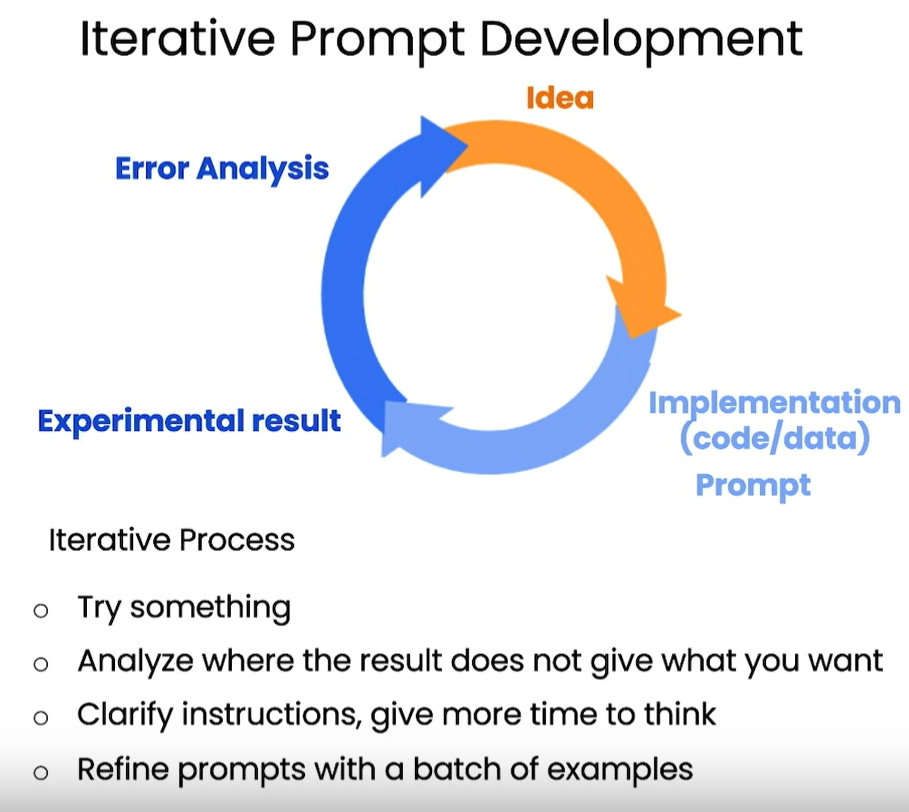 Iterative Prompt Development
Idea
Error Analysis
Implementation
(code/data)
Prompt
Experimental result
Iterative Process
Try something
Analyze where the result does not give what you want
Clarify instructions, give more time to think
Refine prompts with a batch of examples